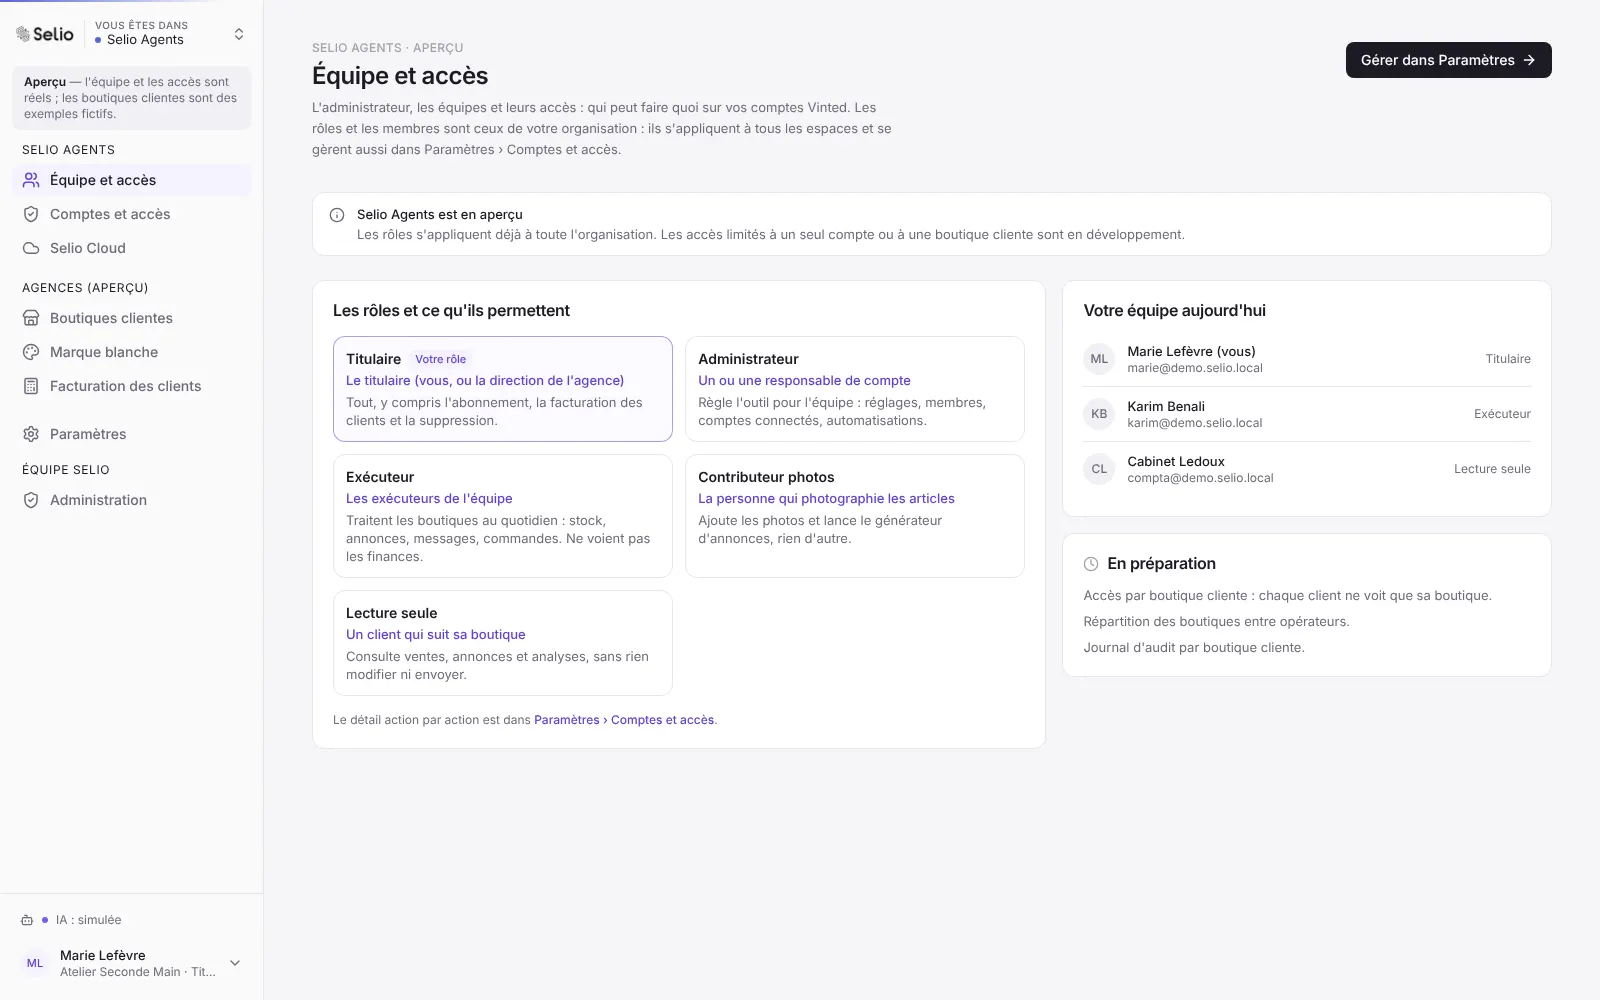 Selio
VOUS ÊTES DANS
Selio Agents
Aperçu — l'équipe et les accès sont
réels ; les boutiques clientes sont des
exemples fictifs.
SELIO AGENTS
Équipe et accès
Comptes et accès
Selio Cloud
AGENCES (APERÇU)
Boutiques clientes
Marque blanche
Facturation des clients
Paramètres
ÉQUIPE SELIO
Administration
IA : simulée
ML
Marie Lefèvre
Atelier Seconde Main · Tit...
SELIO AGENTS · APERÇU
Équipe et accès
L'administrateur, les équipes et leurs accès : qui peut faire quoi sur vos comptes Vinted. Les
rôles et les membres sont ceux de votre organisation : ils s'appliquent à tous les espaces et se
gèrent aussi dans Paramètres › Comptes et accès.
Gérer dans Paramètres →
Selio Agents est en aperçu
Les rôles s'appliquent déjà à toute l'organisation. Les accès limités à un seul compte ou à une boutique cliente sont en développement.
Les rôles et ce qu'ils permettent
Titulaire Votre rôle
Le titulaire (vous, ou la direction de l'agence)
Tout, y compris l'abonnement, la facturation des
clients et la suppression.
Administrateur
Un ou une responsable de compte
Règle l'outil pour l'équipe : réglages, membres,
comptes connectés, automatisations.
Exécuteur
Les exécuteurs de l'équipe
Traitent les boutiques au quotidien : stock,
annonces, messages, commandes. Ne voient pas
les finances.
Contributeur photos
La personne qui photographie les articles
Ajoute les photos et lance le générateur
d'annonces, rien d'autre.
Lecture seule
Un client qui suit sa boutique
Consulte ventes, annonces et analyses, sans rien
modifier ni envoyer.
Le détail action par action est dans Paramètres › Comptes et accès.
Votre équipe aujourd'hui
ML
Marie Lefèvre (vous)
marie@demo.selio.local
Titulaire
KB
Karim Benali
karim@demo.selio.local
Exécuteur
CL
Cabinet Ledoux
compta@demo.selio.local
Lecture seule
En préparation
Accès par boutique cliente : chaque client ne voit que sa boutique.
Répartition des boutiques entre opérateurs.
Journal d'audit par boutique cliente.